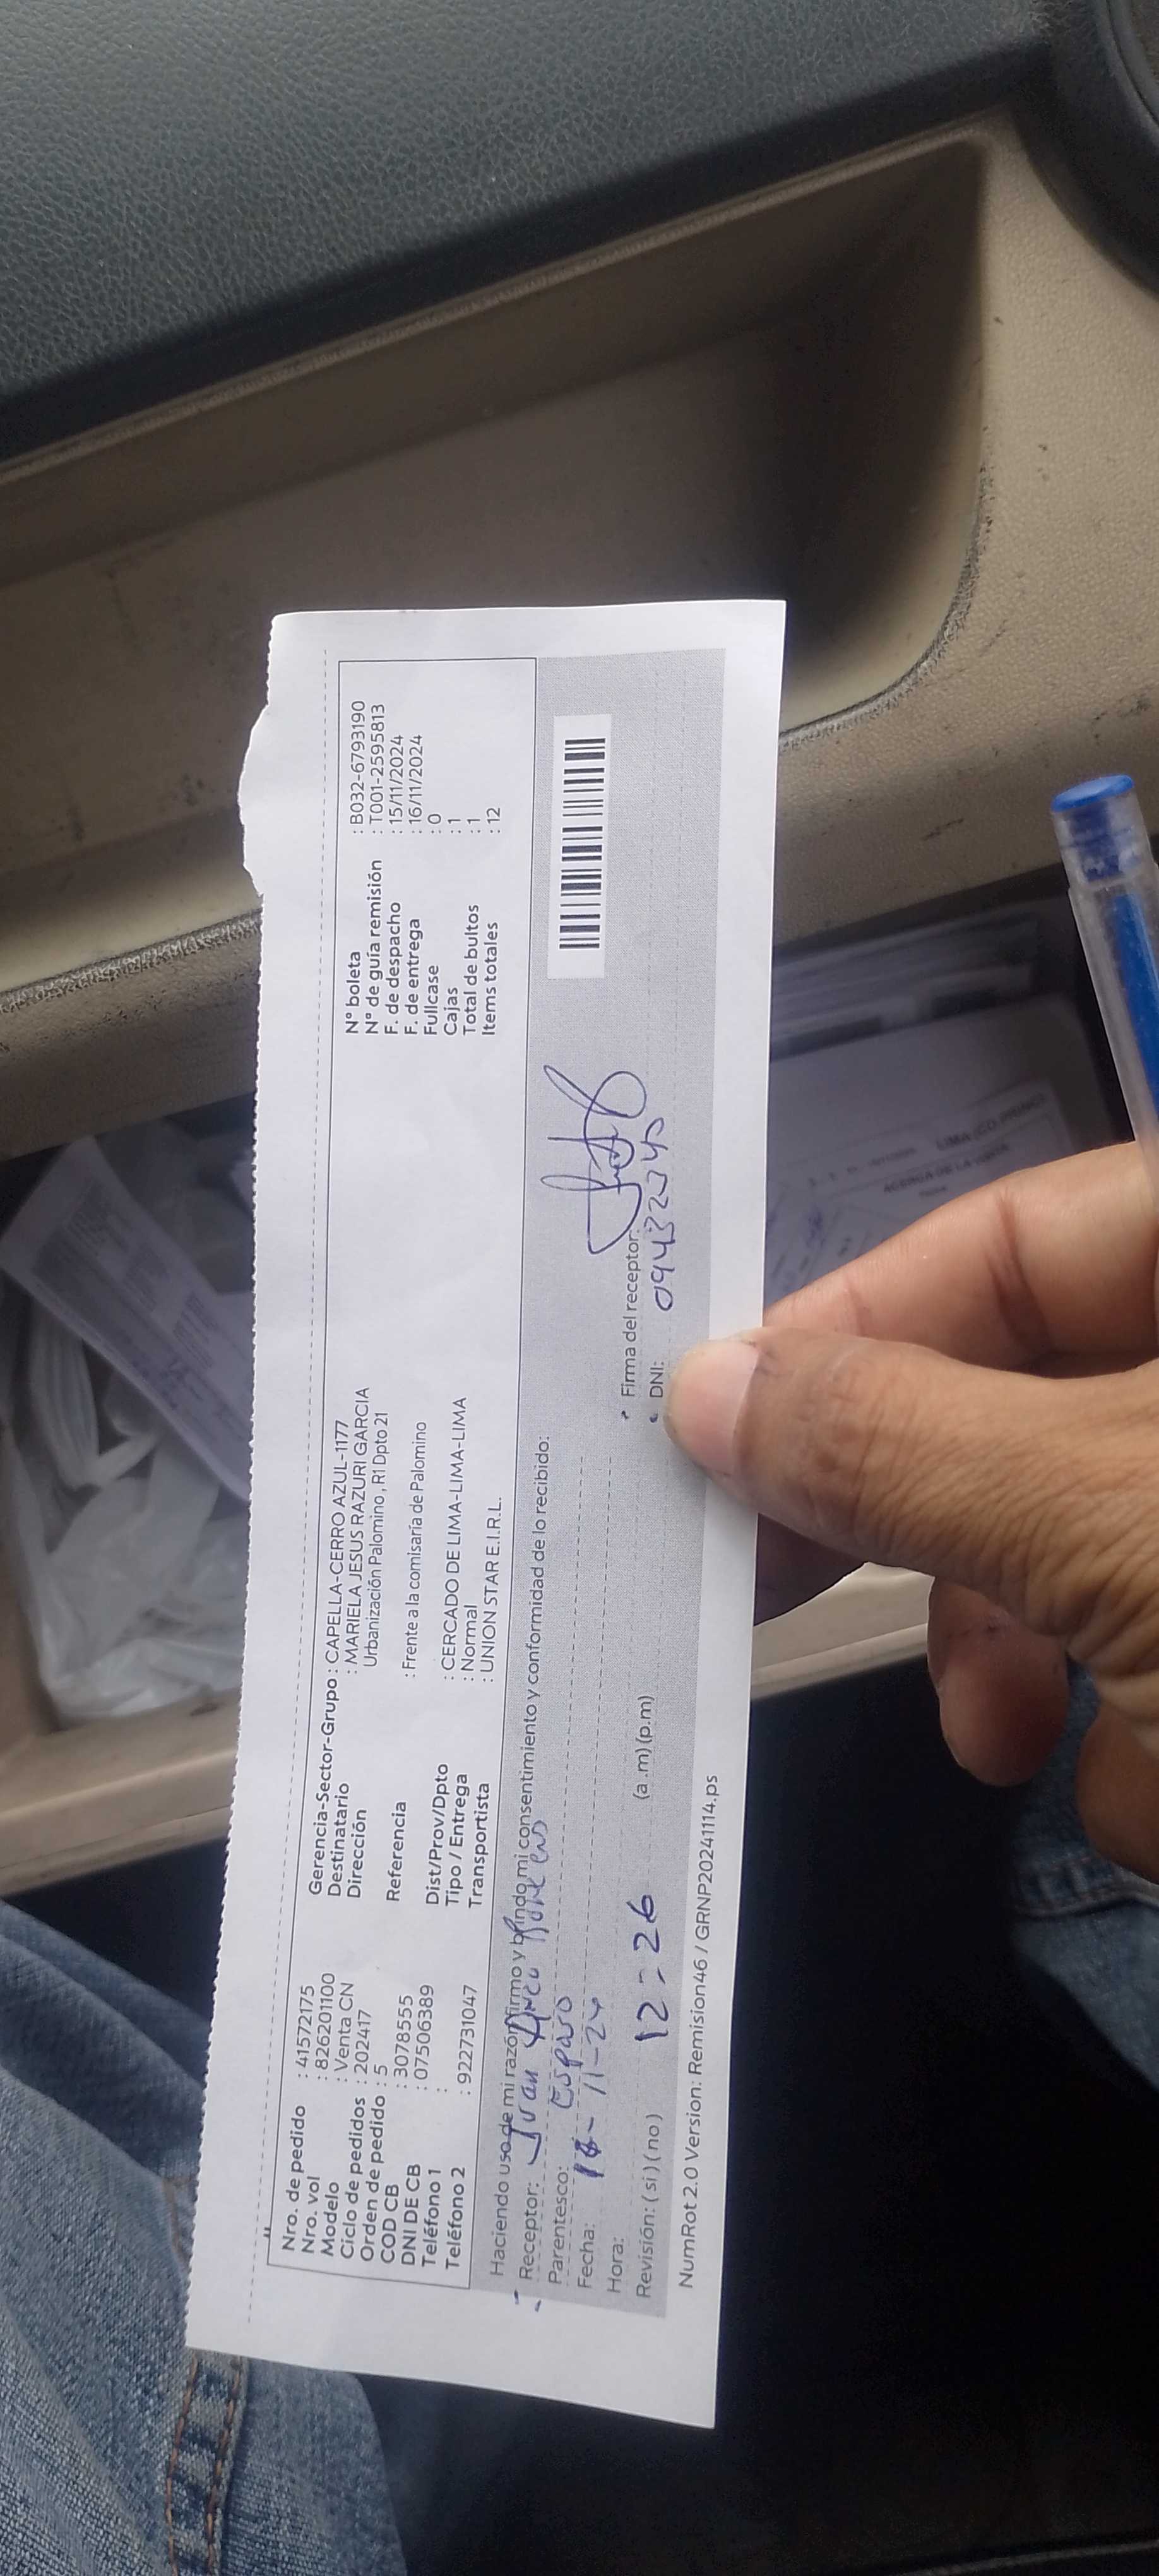 Nro. de pedido : 41572175
Nro. vol : 826201100
Modelo : Venta CN
Ciclo de pedidos : 202417
Orden de pedido : 5
COD CB : 3078555
DNI DE CB : 07506389
Teléfono 1 :
Teléfono 2 : 922731047
Gerencia-Sector-Grupo : CAPELLA-CERRO AZUL-1177
Destinatario : MARIELA JESUS RAZURI GARCIA
Dirección Urbanización Palomino , R1 Dpto 21
Referencia : Frente a la comisaría de Palomino
Dist/Prov/Dpto : CERCADO DE LIMA-LIMA-LIMA
Tipo / Entrega : Normal
Transportista : UNION STAR E.I.R.L.
N° boleta : B032-6793190
N° de guía remisión : T001-2595813
F. de despacho : 15/11/2024
F. de entrega : 16/11/2024
Fullcase : 0
Cajas : 1
Total de bultos : 1
Items totales : 12
Haciendo uso de mi razón firmo y brindo mi consentimiento y conformidad de lo recibido:
Receptor: Juan
Parentesco: Esposo
Fecha: 16-11-24
Hora: 12:26 (a.m) (p.m)
Revisión: ( si ) ( no )
Firma del receptor:
DNI:
NumRot 2.0 Version: Remision46 / GRNP20241114.ps
ACERCA DE LA VENTA